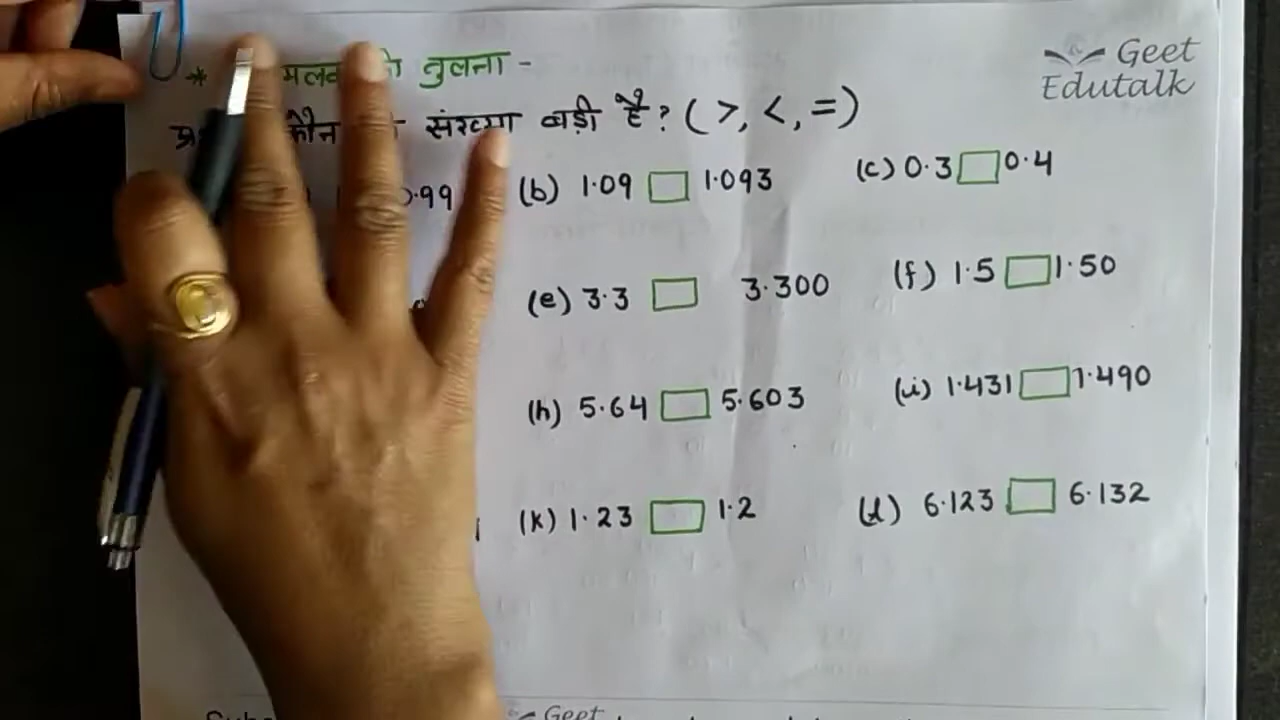 Geet
Edutalk
* तुलना -
संख्या बड़ी है? ( >, <, = )
(b) 1.09 □ 1.093
(c) 0.3 □ 0.4
(e) 3.3 □ 3.300
(f) 1.5 □ 1.50
(h) 5.64 □ 5.603
(i) 1.431 □ 1.490
(k) 1.23 □ 1.2
(l) 6.123 □ 6.132
Geet